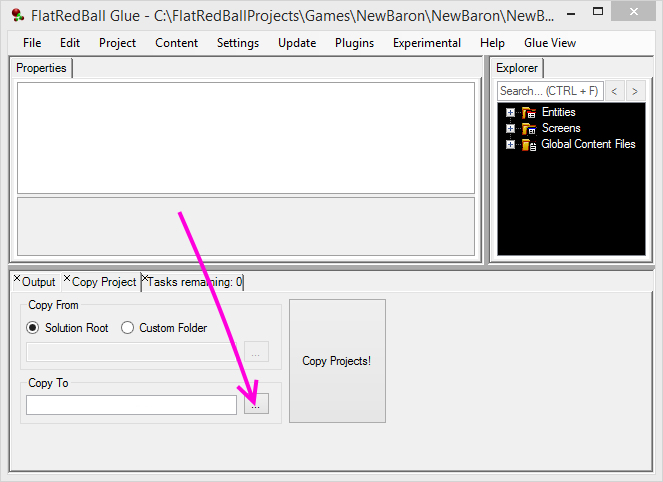 FlatRedBall Glue - C:\FlatRedBallProjects\Games\NewBaron\NewBaron\NewB...
File Edit Project Content Settings Update Plugins Experimental Help Glue View
Properties
Explorer
Search... (CTRL + F) < >
Entities
Screens
Global Content Files
Output Copy Project Tasks remaining: 0
Copy From
Solution Root Custom Folder
...
Copy To
...
Copy Projects!